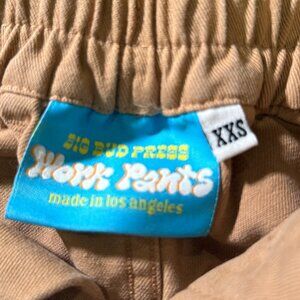 BIG BUD PRESS
Work Pants
made in los angeles
XXS